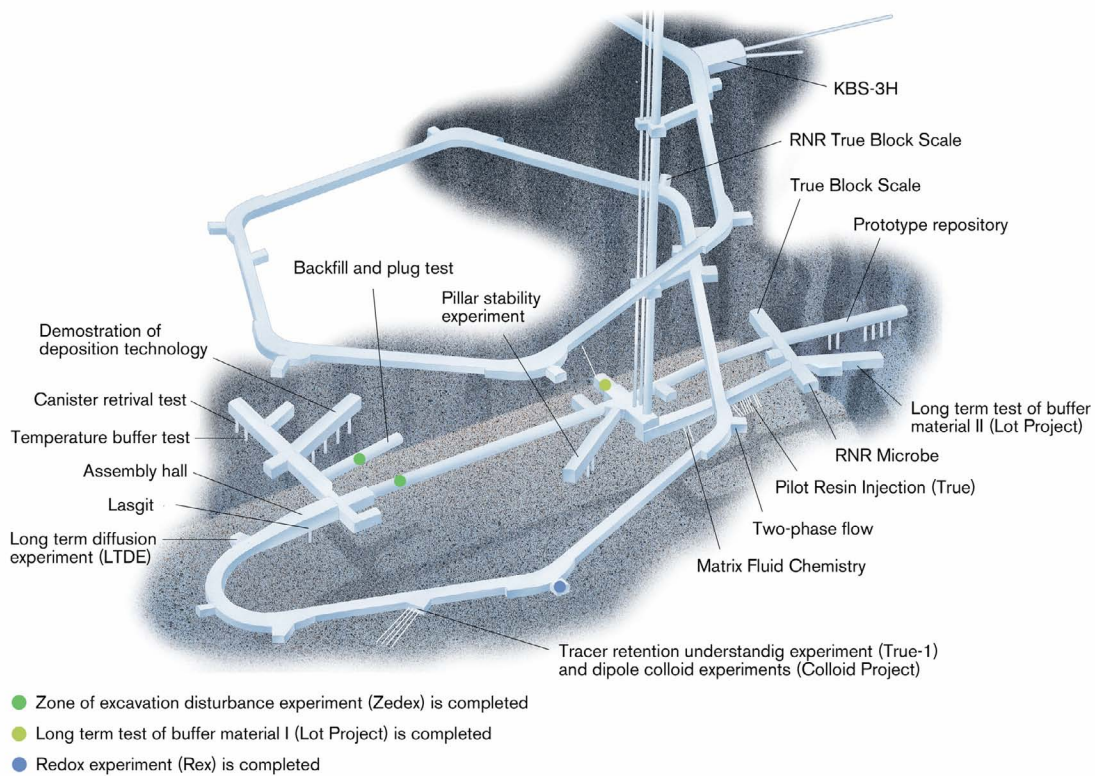 KBS-3H
RNR True Block Scale
True Block Scale
Prototype repository
Backfill and plug test
Pillar stability
experiment
Demostration of
deposition technology
Canister retrival test
Temperature buffer test
Assembly hall
Lasgit
Long term diffusion
experiment (LTDE)
Long term test of buffer
material II (Lot Project)
RNR Microbe
Pilot Resin Injection (True)
Two-phase flow
Matrix Fluid Chemistry
Tracer retention understandig experiment (True-1)
and dipole colloid experiments (Colloid Project)
Zone of excavation disturbance experiment (Zedex) is completed
Long term test of buffer material I (Lot Project) is completed
Redox experiment (Rex) is completed